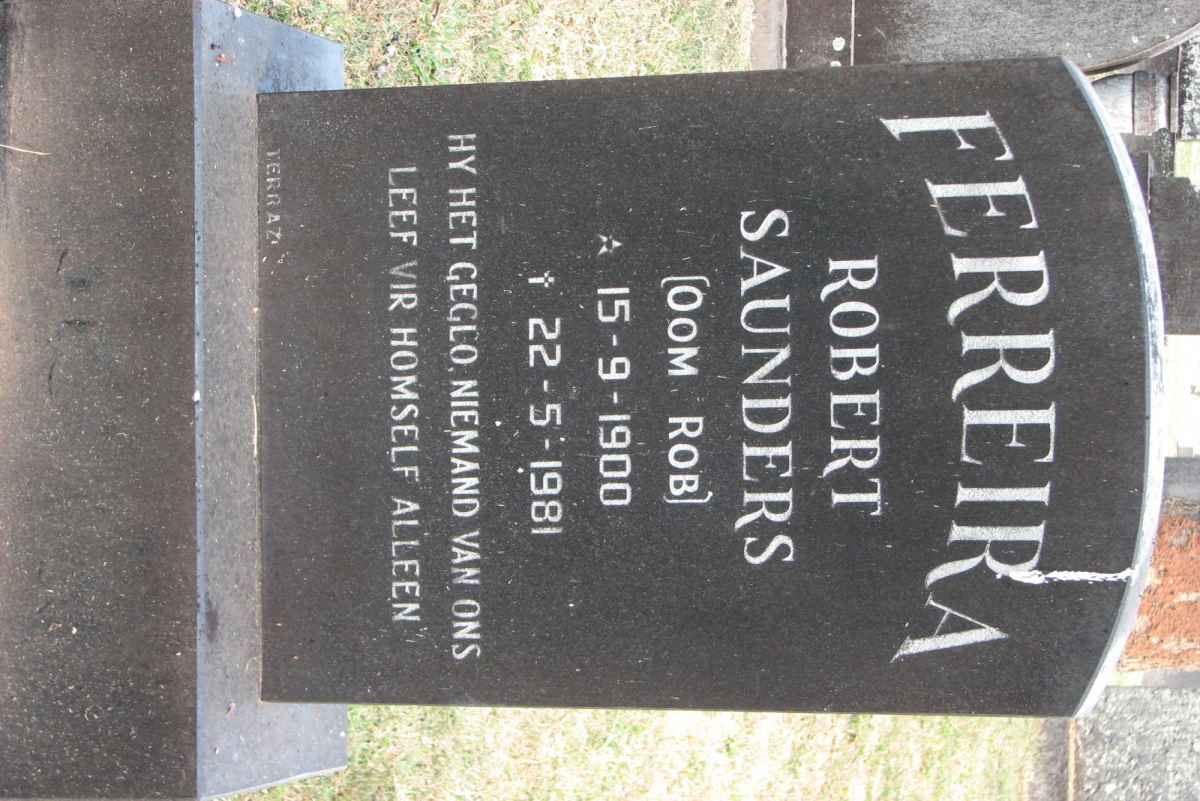 FERREIRA
ROBERT
SAUNDERS
(OOM ROB)
15-9-1900
✝ 22-5-1981
HY HET GEGLO, NIEMAND VAN ONS
LEEF VIR HOMSELF ALLEEN